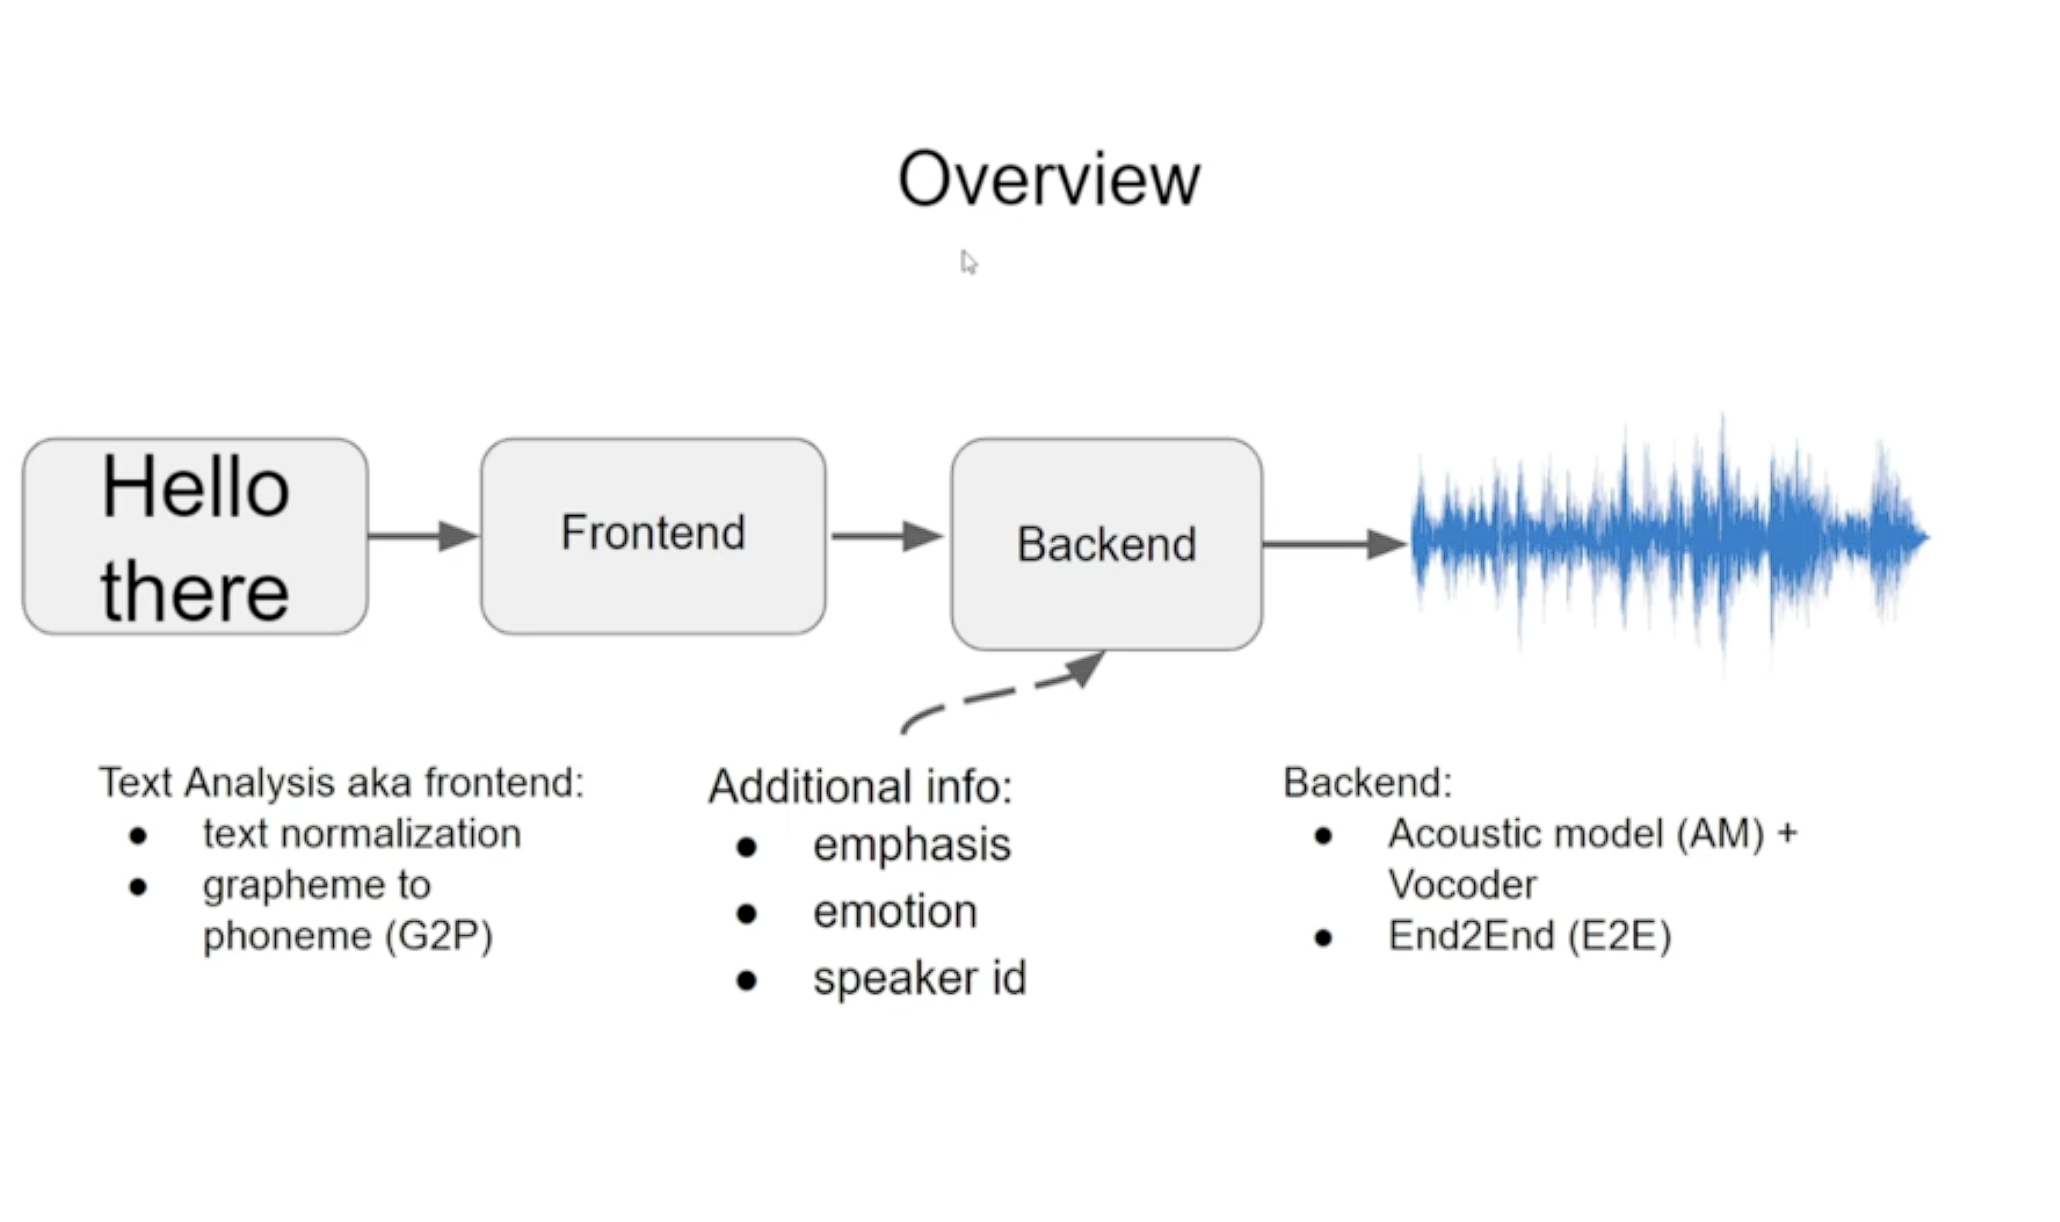 Overview
Hello
there
Frontend
Backend
Text Analysis aka frontend:
● text normalization
● grapheme to
phoneme (G2P)
Additional info:
● emphasis
● emotion
● speaker id
Backend:
● Acoustic model (AM) +
Vocoder
● End2End (E2E)